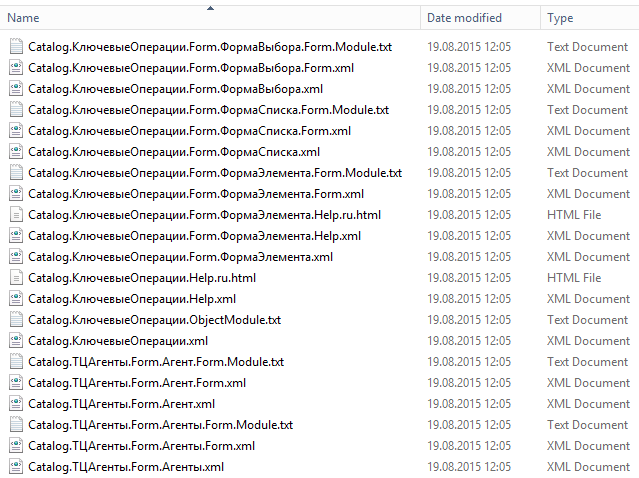 Name Date modified Type
Catalog.КлючевыеОперации.Form.ФормаВыбора.Form.Module.txt 19.08.2015 12:05 Text Document
Catalog.КлючевыеОперации.Form.ФормаВыбора.Form.xml 19.08.2015 12:05 XML Document
Catalog.КлючевыеОперации.Form.ФормаВыбора.xml 19.08.2015 12:05 XML Document
Catalog.КлючевыеОперации.Form.ФормаСписка.Form.Module.txt 19.08.2015 12:05 Text Document
Catalog.КлючевыеОперации.Form.ФормаСписка.Form.xml 19.08.2015 12:05 XML Document
Catalog.КлючевыеОперации.Form.ФормаСписка.xml 19.08.2015 12:05 XML Document
Catalog.КлючевыеОперации.Form.ФормаЭлемента.Form.Module.txt 19.08.2015 12:05 Text Document
Catalog.КлючевыеОперации.Form.ФормаЭлемента.Form.xml 19.08.2015 12:05 XML Document
Catalog.КлючевыеОперации.Form.ФормаЭлемента.Help.ru.html 19.08.2015 12:05 HTML File
Catalog.КлючевыеОперации.Form.ФормаЭлемента.Help.xml 19.08.2015 12:05 XML Document
Catalog.КлючевыеОперации.Form.ФормаЭлемента.xml 19.08.2015 12:05 XML Document
Catalog.КлючевыеОперации.Help.ru.html 19.08.2015 12:05 HTML File
Catalog.КлючевыеОперации.Help.xml 19.08.2015 12:05 XML Document
Catalog.КлючевыеОперации.ObjectModule.txt 19.08.2015 12:05 Text Document
Catalog.КлючевыеОперации.xml 19.08.2015 12:05 XML Document
Catalog.ТЦАгенты.Form.Агент.Form.Module.txt 19.08.2015 12:05 Text Document
Catalog.ТЦАгенты.Form.Агент.Form.xml 19.08.2015 12:05 XML Document
Catalog.ТЦАгенты.Form.Агент.xml 19.08.2015 12:05 XML Document
Catalog.ТЦАгенты.Form.Агенты.Form.Module.txt 19.08.2015 12:05 Text Document
Catalog.ТЦАгенты.Form.Агенты.Form.xml 19.08.2015 12:05 XML Document
Catalog.ТЦАгенты.Form.Агенты.xml 19.08.2015 12:05 XML Document